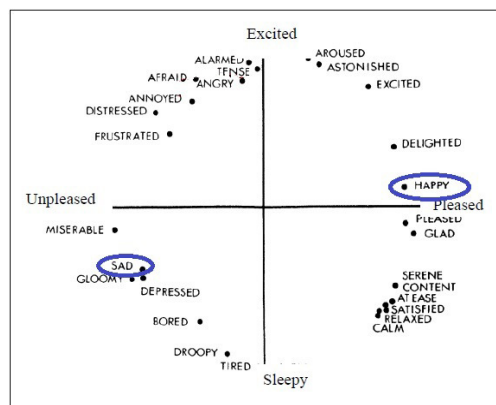 Excited
ALARMED
AROUSED
TENSE
ASTONISHED
AFRAID
ANGRY
EXCITED
ANNOYED
DISTRESSED
FRUSTRATED
DELIGHTED
HAPPY
Unpleased
Pleased
PLEASED
MISERABLE
GLAD
SAD
SERENE
GLOOMY
CONTENT
DEPRESSED
AT EASE
SATISFIED
BORED
RELAXED
CALM
DROOPY
TIRED
Sleepy